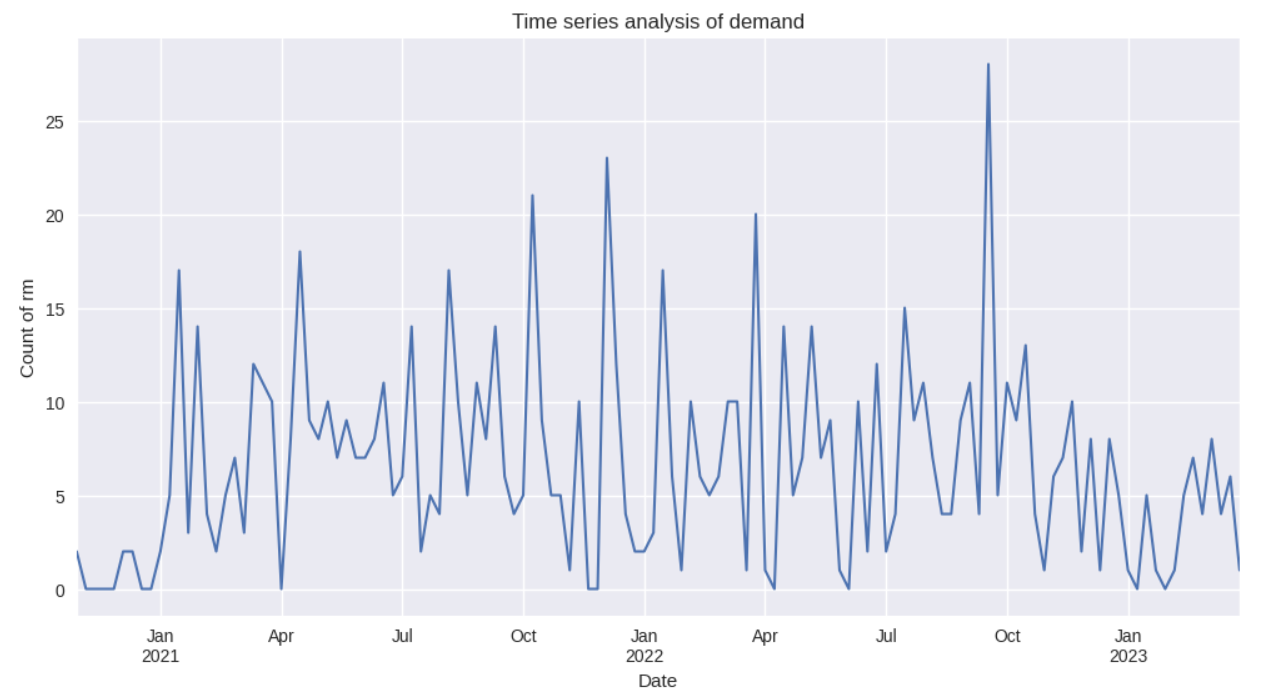 Time series analysis of demand
Count of rm
25
20
15
10
5
0
Jan Apr Jul Oct Jan Apr Jul Oct Jan
2021 2022 2023
Date